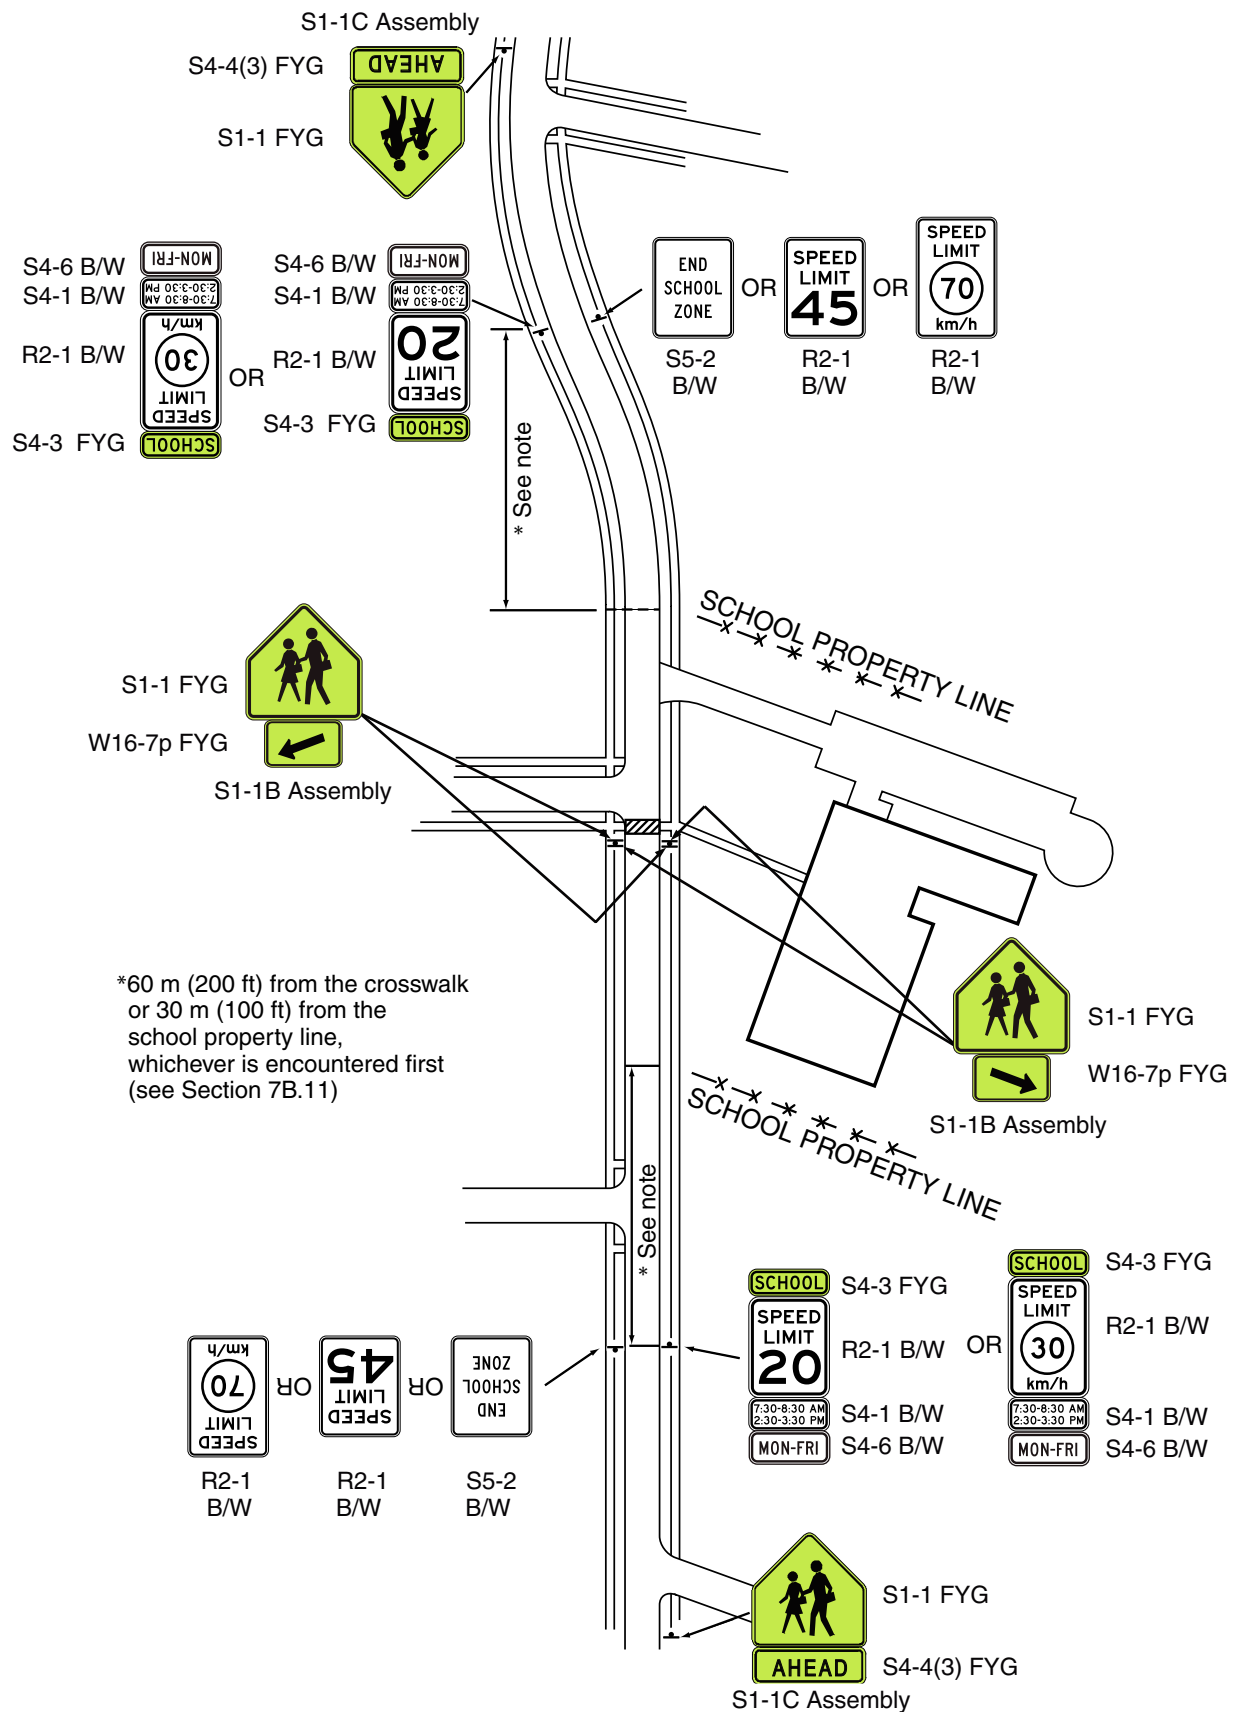 S1-1C Assembly
S4-4(3) FYG
AHEAD
S1-1 FYG
S4-6 B/W
MON-FRI
S4-1 B/W
7:30-8:30 AM
2:30-3:30 PM
R2-1 B/W
SPEED
LIMIT
30
km/h
S4-3 FYG
SCHOOL
OR
S4-6 B/W
MON-FRI
S4-1 B/W
7:30-8:30 AM
2:30-3:30 PM
R2-1 B/W
SPEED
LIMIT
20
S4-3 FYG
SCHOOL
END
SCHOOL
ZONE
S5-2
B/W
OR
SPEED
LIMIT
45
R2-1
B/W
OR
SPEED
LIMIT
70
km/h
R2-1
B/W
* See note
SCHOOL PROPERTY LINE
S1-1 FYG
W16-7p FYG
S1-1B Assembly
*60 m (200 ft) from the crosswalk
or 30 m (100 ft) from the
school property line,
whichever is encountered first
(see Section 7B.11)
S1-1 FYG
W16-7p FYG
S1-1B Assembly
SCHOOL PROPERTY LINE
* See note
SCHOOL
S4-3 FYG
SPEED
LIMIT
20
R2-1 B/W
7:30-8:30 AM
2:30-3:30 PM
S4-1 B/W
MON-FRI
S4-6 B/W
OR
SCHOOL
S4-3 FYG
SPEED
LIMIT
30
km/h
R2-1 B/W
7:30-8:30 AM
2:30-3:30 PM
S4-1 B/W
MON-FRI
S4-6 B/W
SPEED
LIMIT
70
km/h
R2-1
B/W
OR
SPEED
LIMIT
45
R2-1
B/W
OR
END
SCHOOL
ZONE
S5-2
B/W
S1-1 FYG
AHEAD
S4-4(3) FYG
S1-1C Assembly